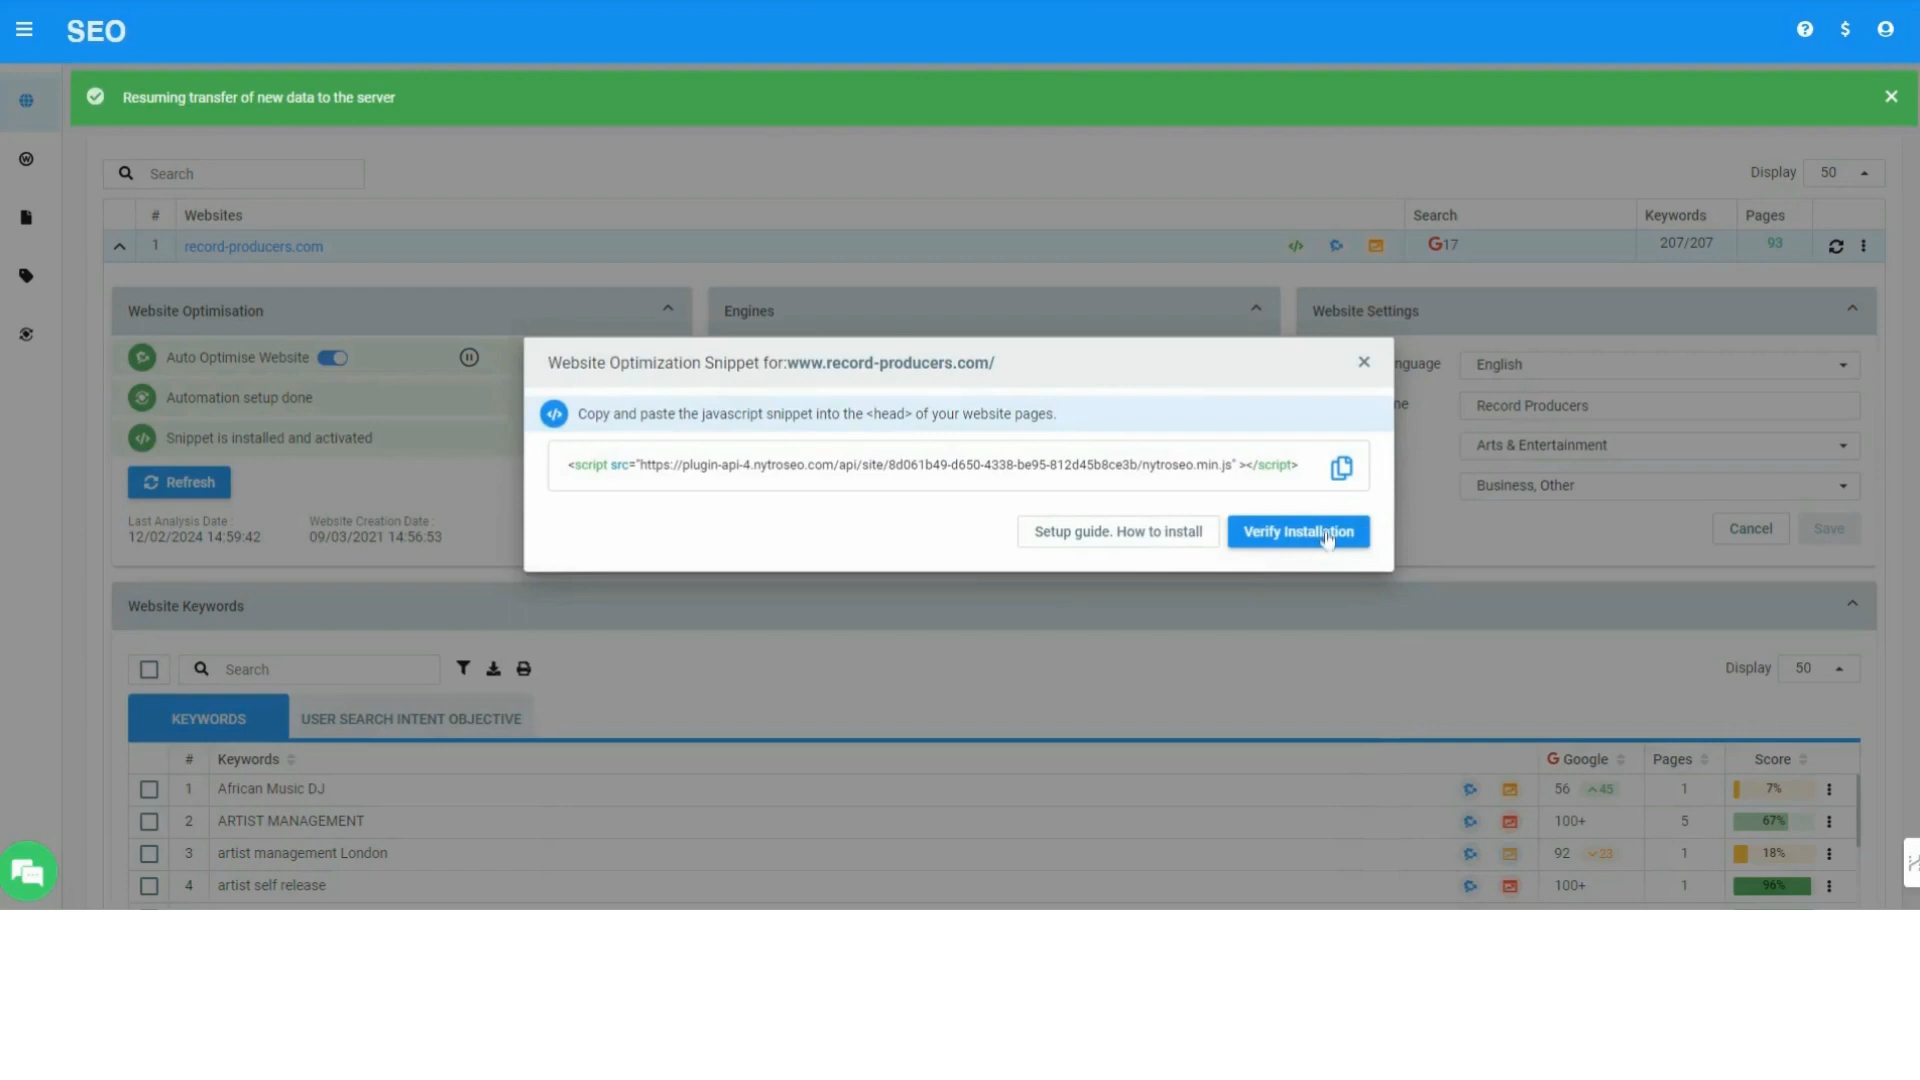 SEO
Resuming transfer of new data to the server
Search
Display 50
# Websites Search Keywords Pages
1 record-producers.com G17 207/207 93
Website Optimisation Engines Website Settings
Auto Optimise Website
Automation setup done
Snippet is installed and activated
Refresh
Last Analysis Date : Website Creation Date :
12/02/2024 14:59:42 09/03/2021 14:56:53
Website Optimization Snippet for:www.record-producers.com/
Copy and paste the javascript snippet into the <head> of your website pages.
<script src="https://plugin-api-4.nytroseo.com/api/site/8d061b49-d650-4338-be95-812d45b8ce3b/nytroseo.min.js" ></script>
Setup guide. How to install Verify Installation
nguage English
me Record Producers
Arts & Entertainment
Business, Other
Cancel Save
Website Keywords
Search Display 50
KEYWORDS USER SEARCH INTENT OBJECTIVE
# Keywords Google Pages Score
1 African Music DJ 56 45 1 7%
2 ARTIST MANAGEMENT 100+ 5 67%
3 artist management London 92 23 1 18%
4 artist self release 100+ 1 96%